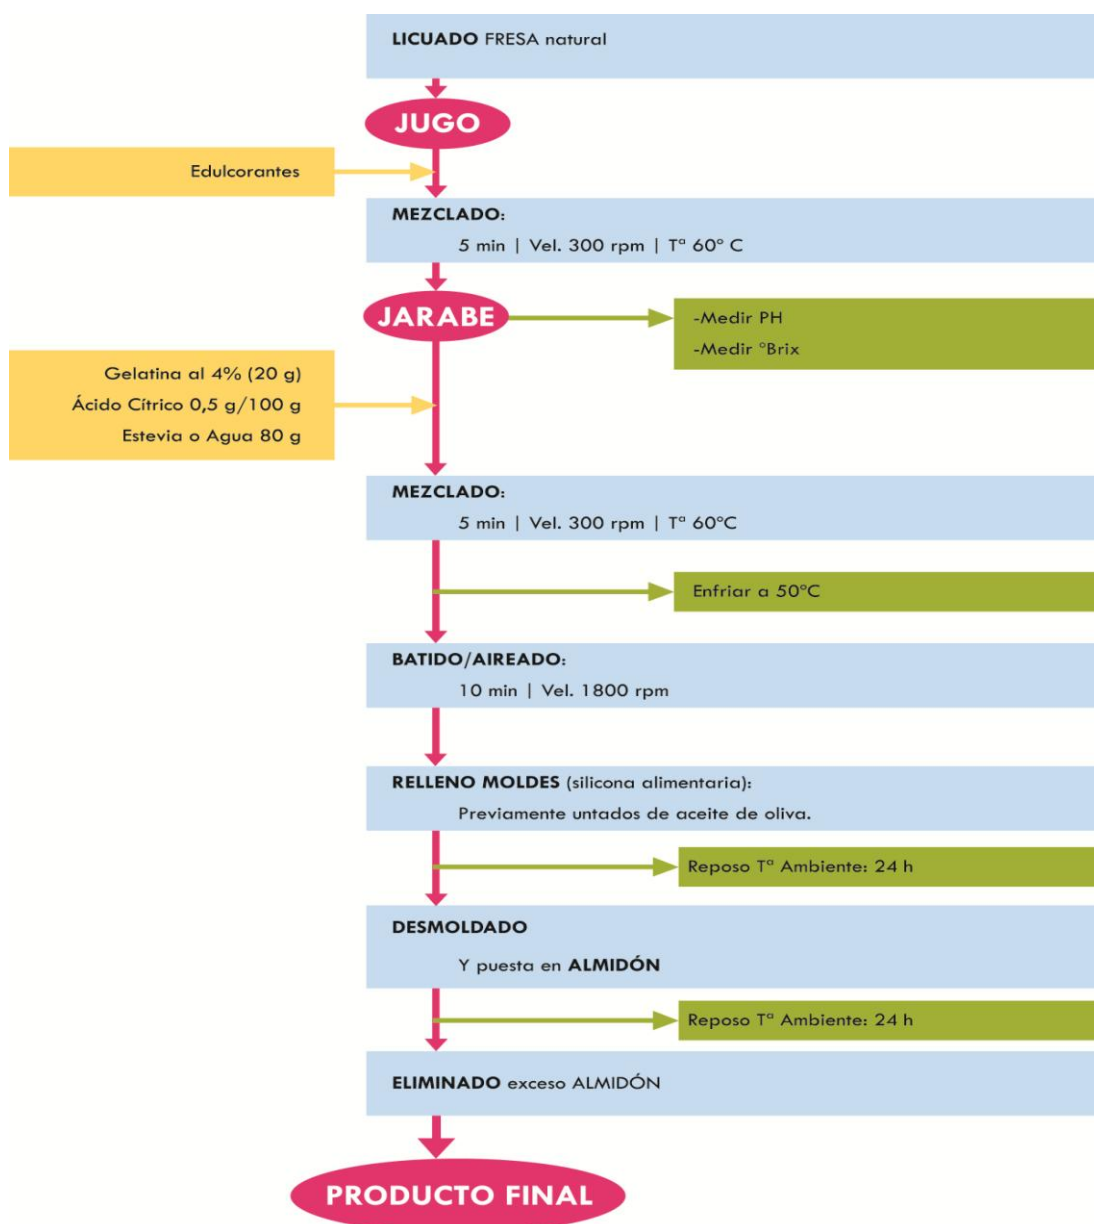 LICUADO FRESA natural
JUGO
Edulcorantes
MEZCLADO:
5 min | Vel. 300 rpm | Tª 60º C
JARABE
-Medir PH
-Medir °Brix
Gelatina al 4% (20 g)
Ácido Cítrico 0,5 g/100 g
Estevia o Agua 80 g
MEZCLADO:
5 min | Vel. 300 rpm | Tª 60ºC
Enfriar a 50ºC
BATIDO/AIREADO:
10 min | Vel. 1800 rpm
RELLENO MOLDES (silicona alimentaria):
Previamente untados de aceite de oliva.
Reposo Tª Ambiente: 24 h
DESMOLDADO
Y puesta en ALMIDÓN
Reposo Tª Ambiente: 24 h
ELIMINADO exceso ALMIDÓN
PRODUCTO FINAL